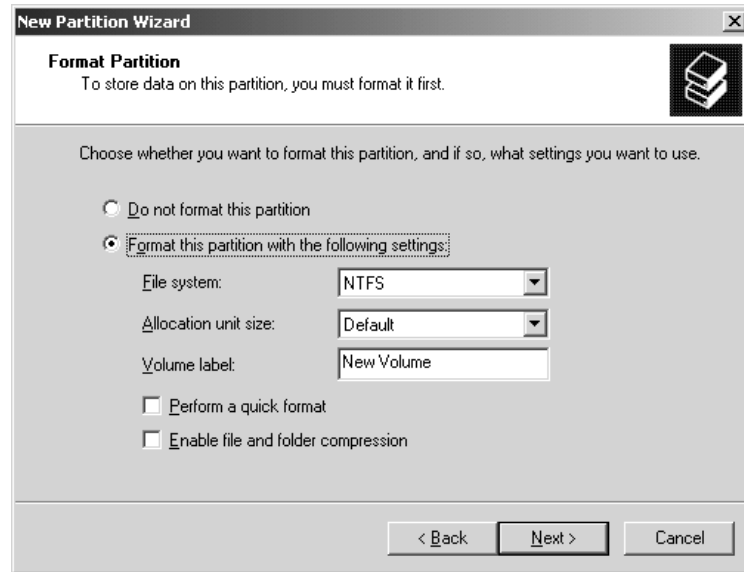 New Partition Wizard
Format Partition
To store data on this partition, you must format it first.
Choose whether you want to format this partition, and if so, what settings you want to use.
Do not format this partition
Format this partition with the following settings:
File system: NTFS
Allocation unit size: Default
Volume label: New Volume
Perform a quick format
Enable file and folder compression
< Back Next > Cancel